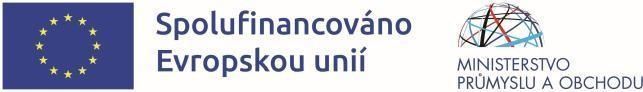 Spolufinancováno
Evropskou unií
MINISTERSTVO
PRŮMYSLU A OBCHODU